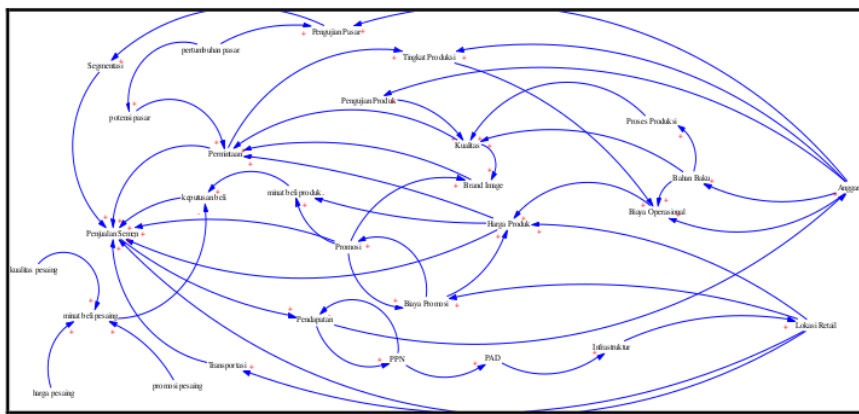 Pengujian Pasar
pertumbuhan pasar
Tingkat Produksi
Segmentasi
Pengujian Produk
potensi pasar
Proses Produksi
Kualitas
Permintaan
Bahan Baku
Brand Image
Anggar
keputusan beli
minat beli produk
Biaya Operasional
Harga Produk
Penjualan Semen
Promosi
kualitas pesaing
Biaya Promosi
minat beli pesaing
Pendapatan
Lokasi Retail
Infrastruktur
PPN
PAD
Transportasi
promosi pesaing
harga pesaing